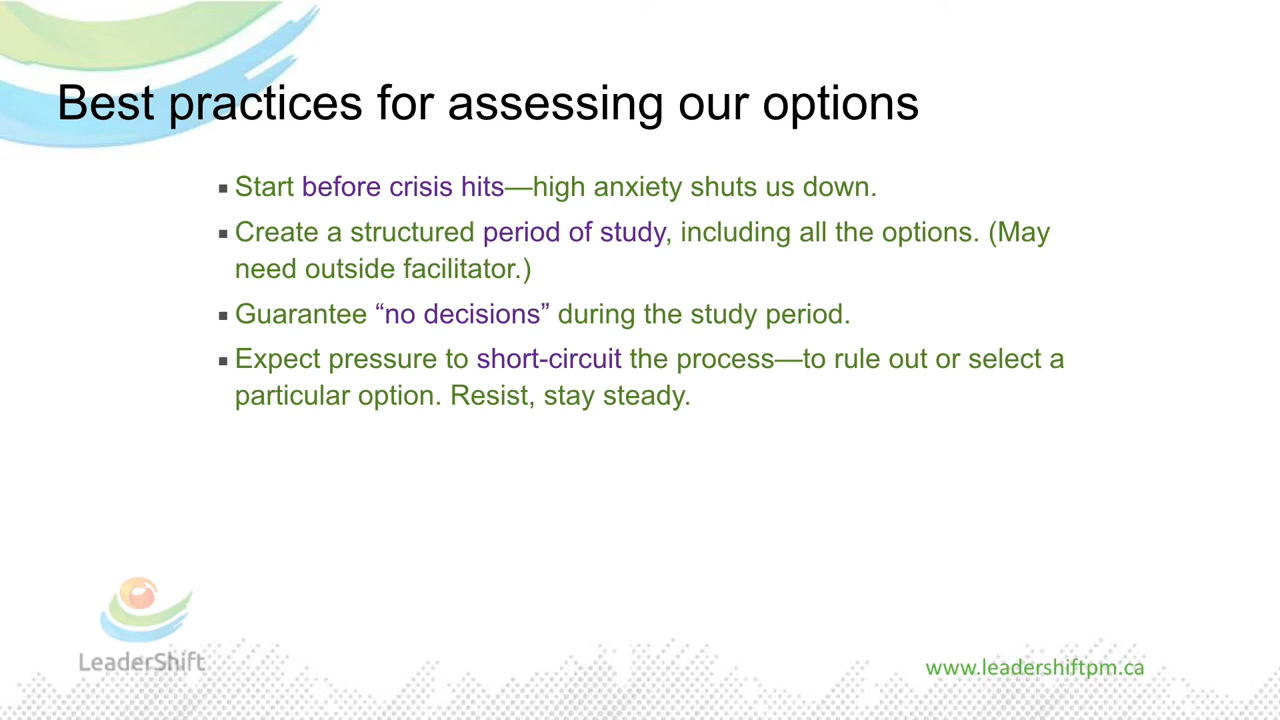 Best practices for assessing our options
▪ Start before crisis hits—high anxiety shuts us down.
▪ Create a structured period of study, including all the options. (May
need outside facilitator.)
▪ Guarantee “no decisions” during the study period.
▪ Expect pressure to short-circuit the process—to rule out or select a
particular option. Resist, stay steady.
LeaderShift
www.leadershiftpm.ca